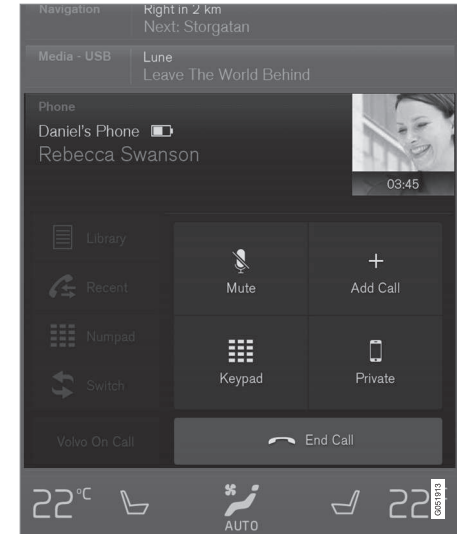 Navigation
Right in 2 km
Next: Storgatan
Media - USB
Lune
Leave The World Behind
Phone
Daniel's Phone
Rebecca Swanson
03:45
Library
Recent
Numpad
Switch
Volvo On Call
Mute
Add Call
Keypad
Private
End Call
22°C
AUTO
22°
G051913